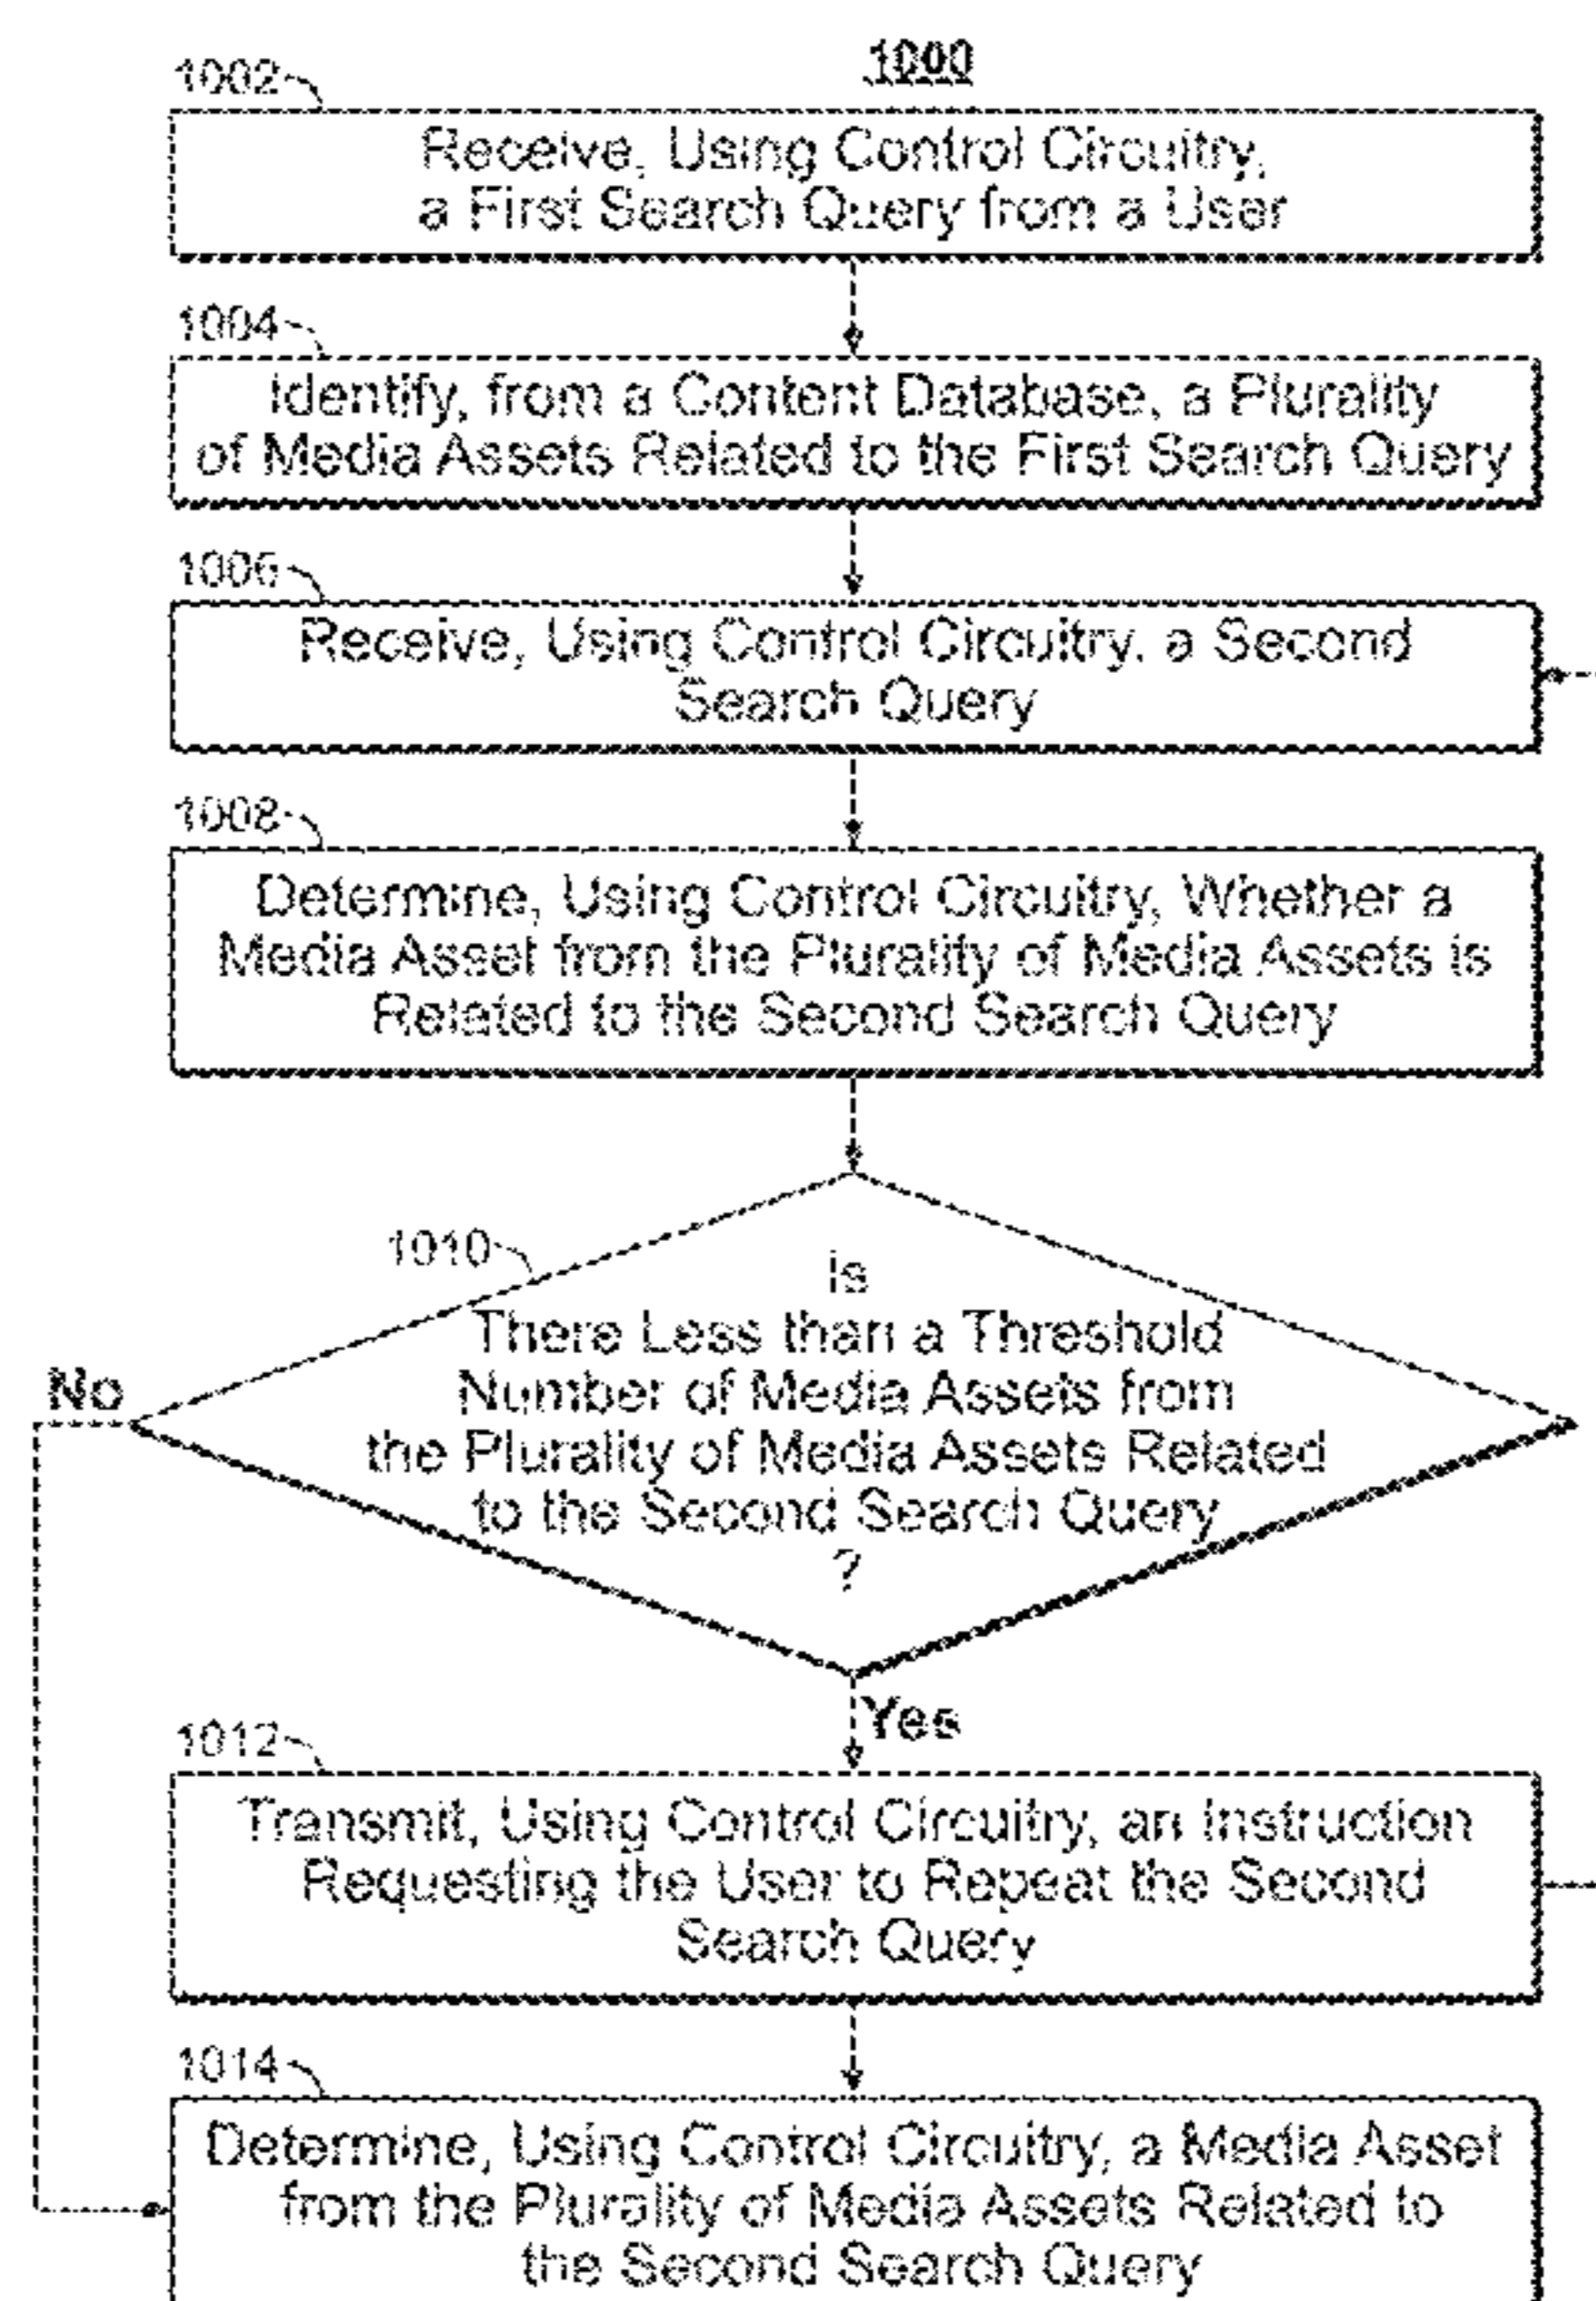 1000
1002
Receive, Using Control Circuitry,
a First Search Query from a User
1004
Identify, from a Content Database, a Plurality
of Media Assets Related to the First Search Query
1006
Receive, Using Control Circuitry, a Second
Search Query
1008
Determine, Using Control Circuitry, Whether a
Media Asset from the Plurality of Media Assets is
Related to the Second Search Query
1010
Is
There Less than a Threshold
Number of Media Assets from
the Plurality of Media Assets Related
to the Second Search Query
?
No
Yes
1012
Transmit, Using Control Circuitry, an Instruction
Requesting the User to Repeat the Second
Search Query
1014
Determine, Using Control Circuitry, a Media Asset
from the Plurality of Media Assets Related to
the Second Search Query